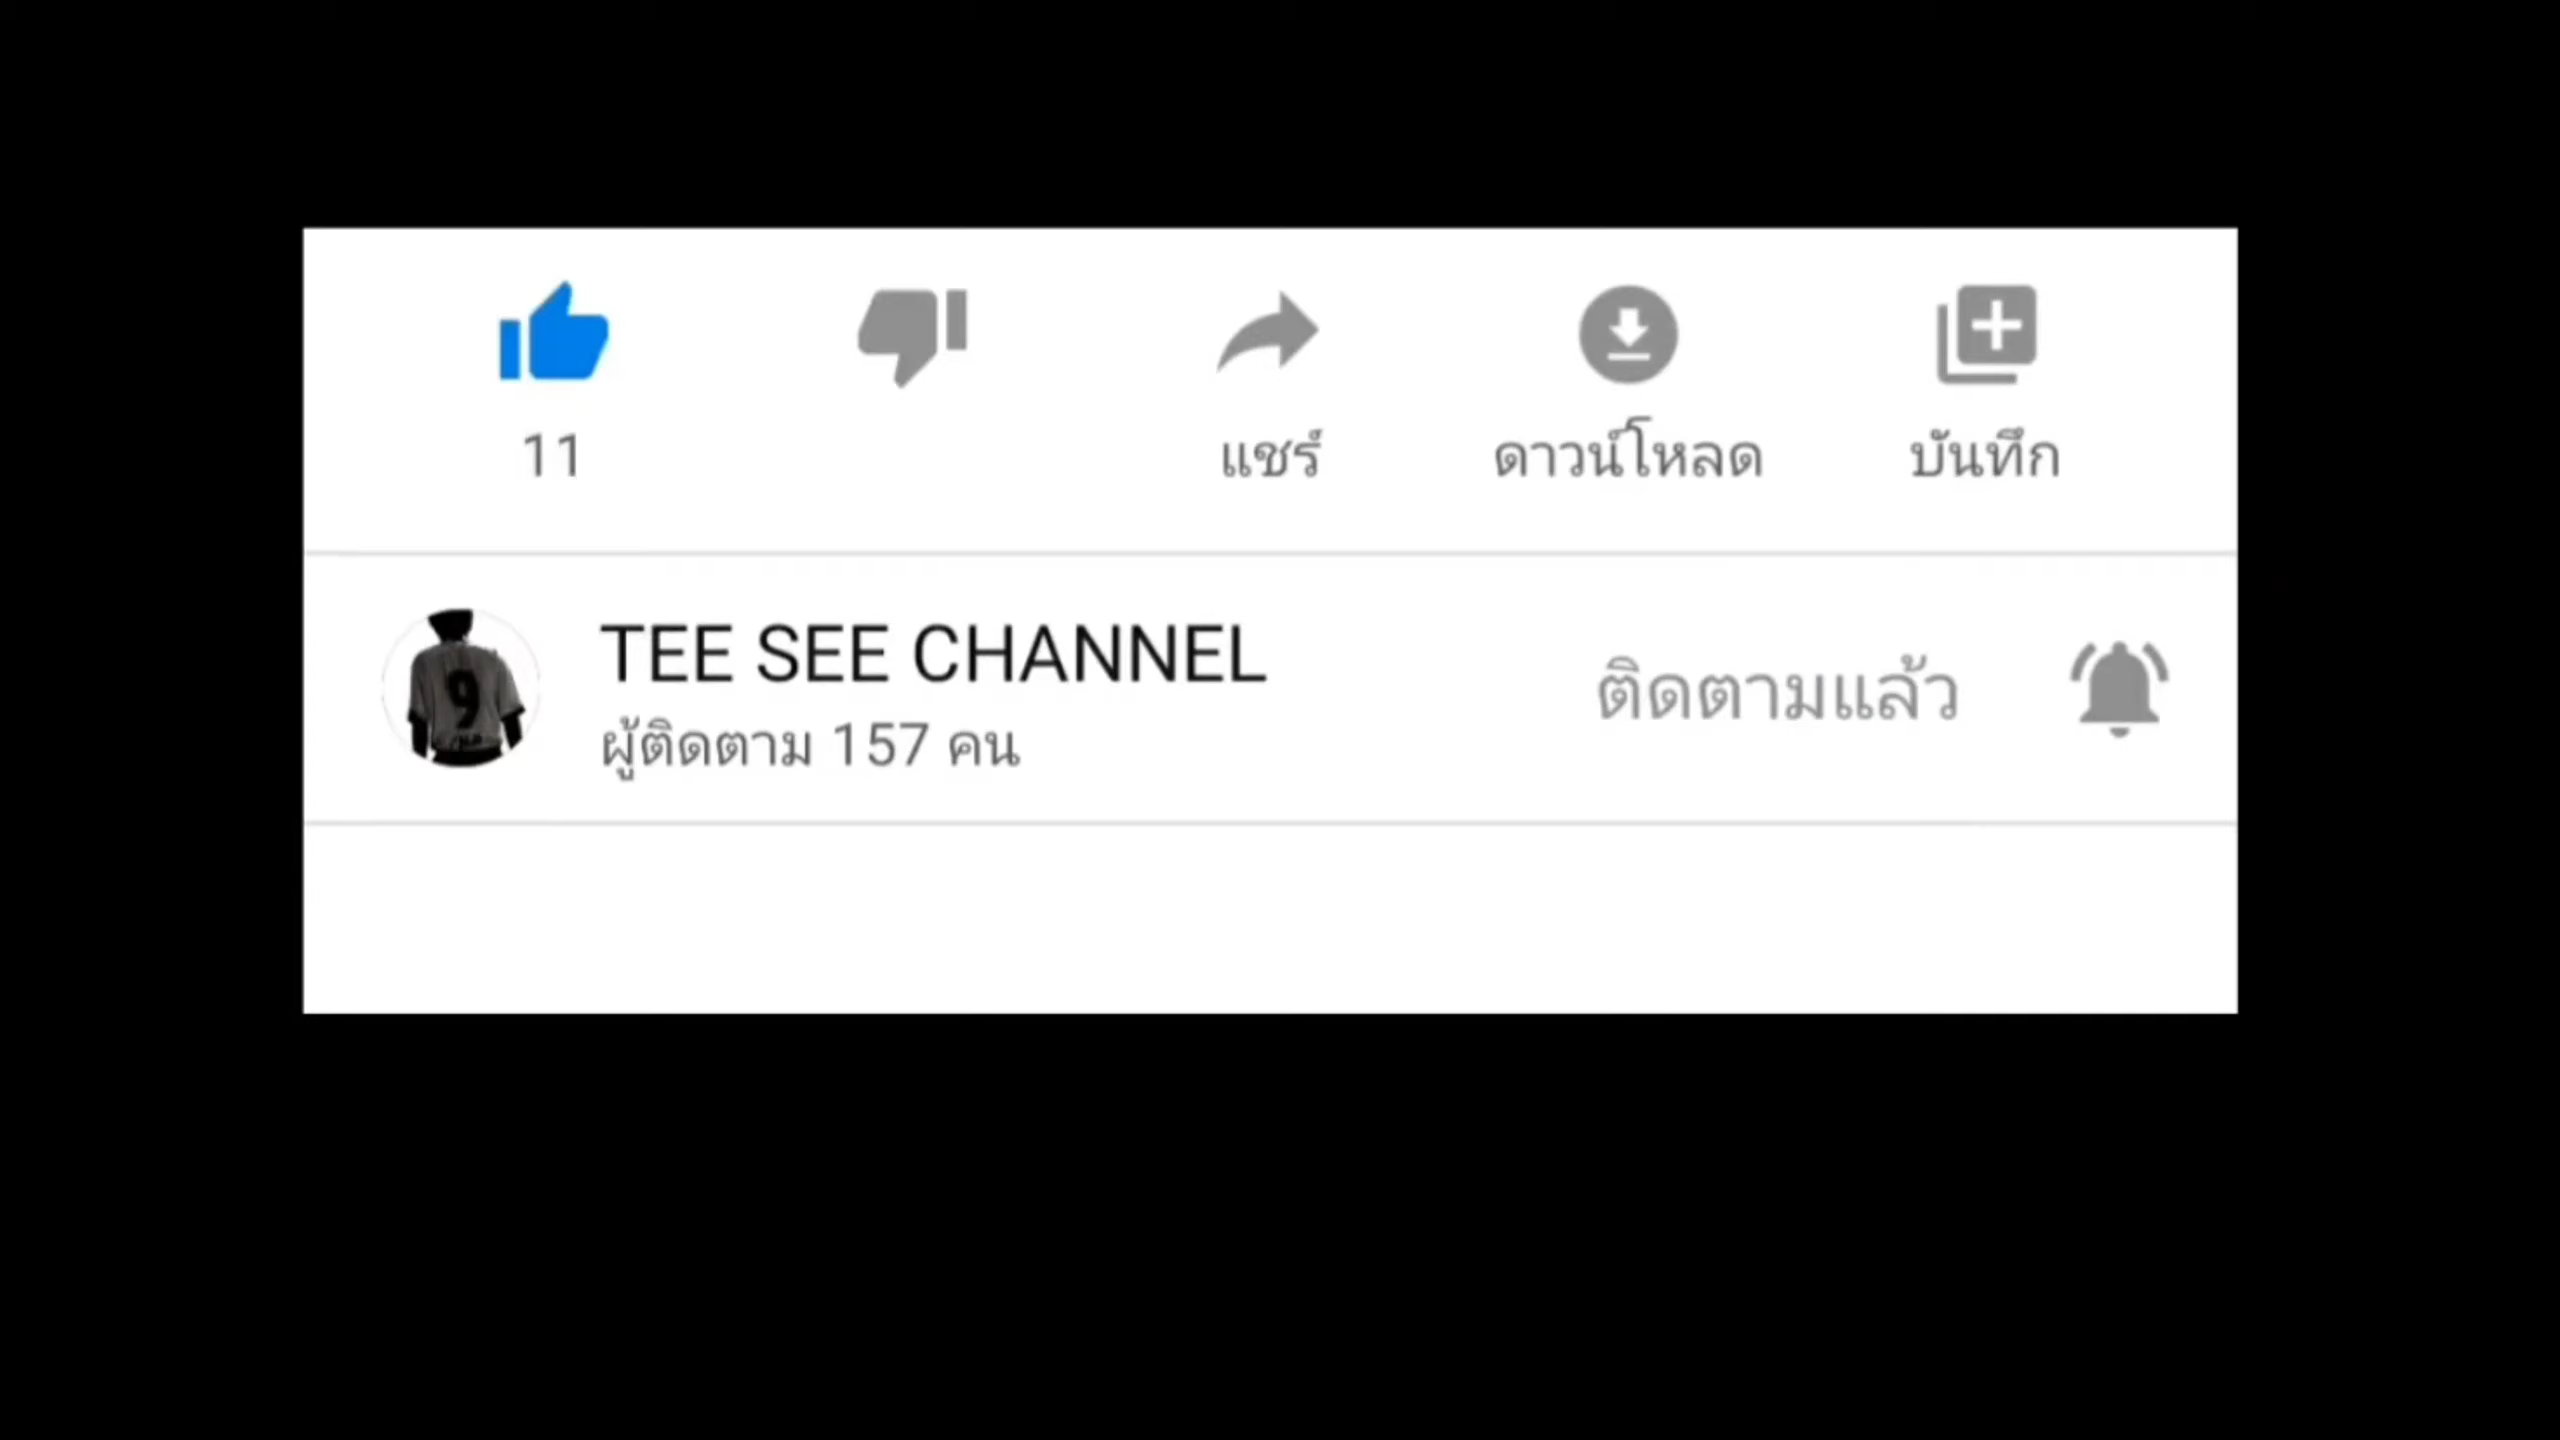 11
แชร์
ดาวน์โหลด
บันทึก
TEE SEE CHANNEL
ผู้ติดตาม 157 คน
ติดตามแล้ว
9